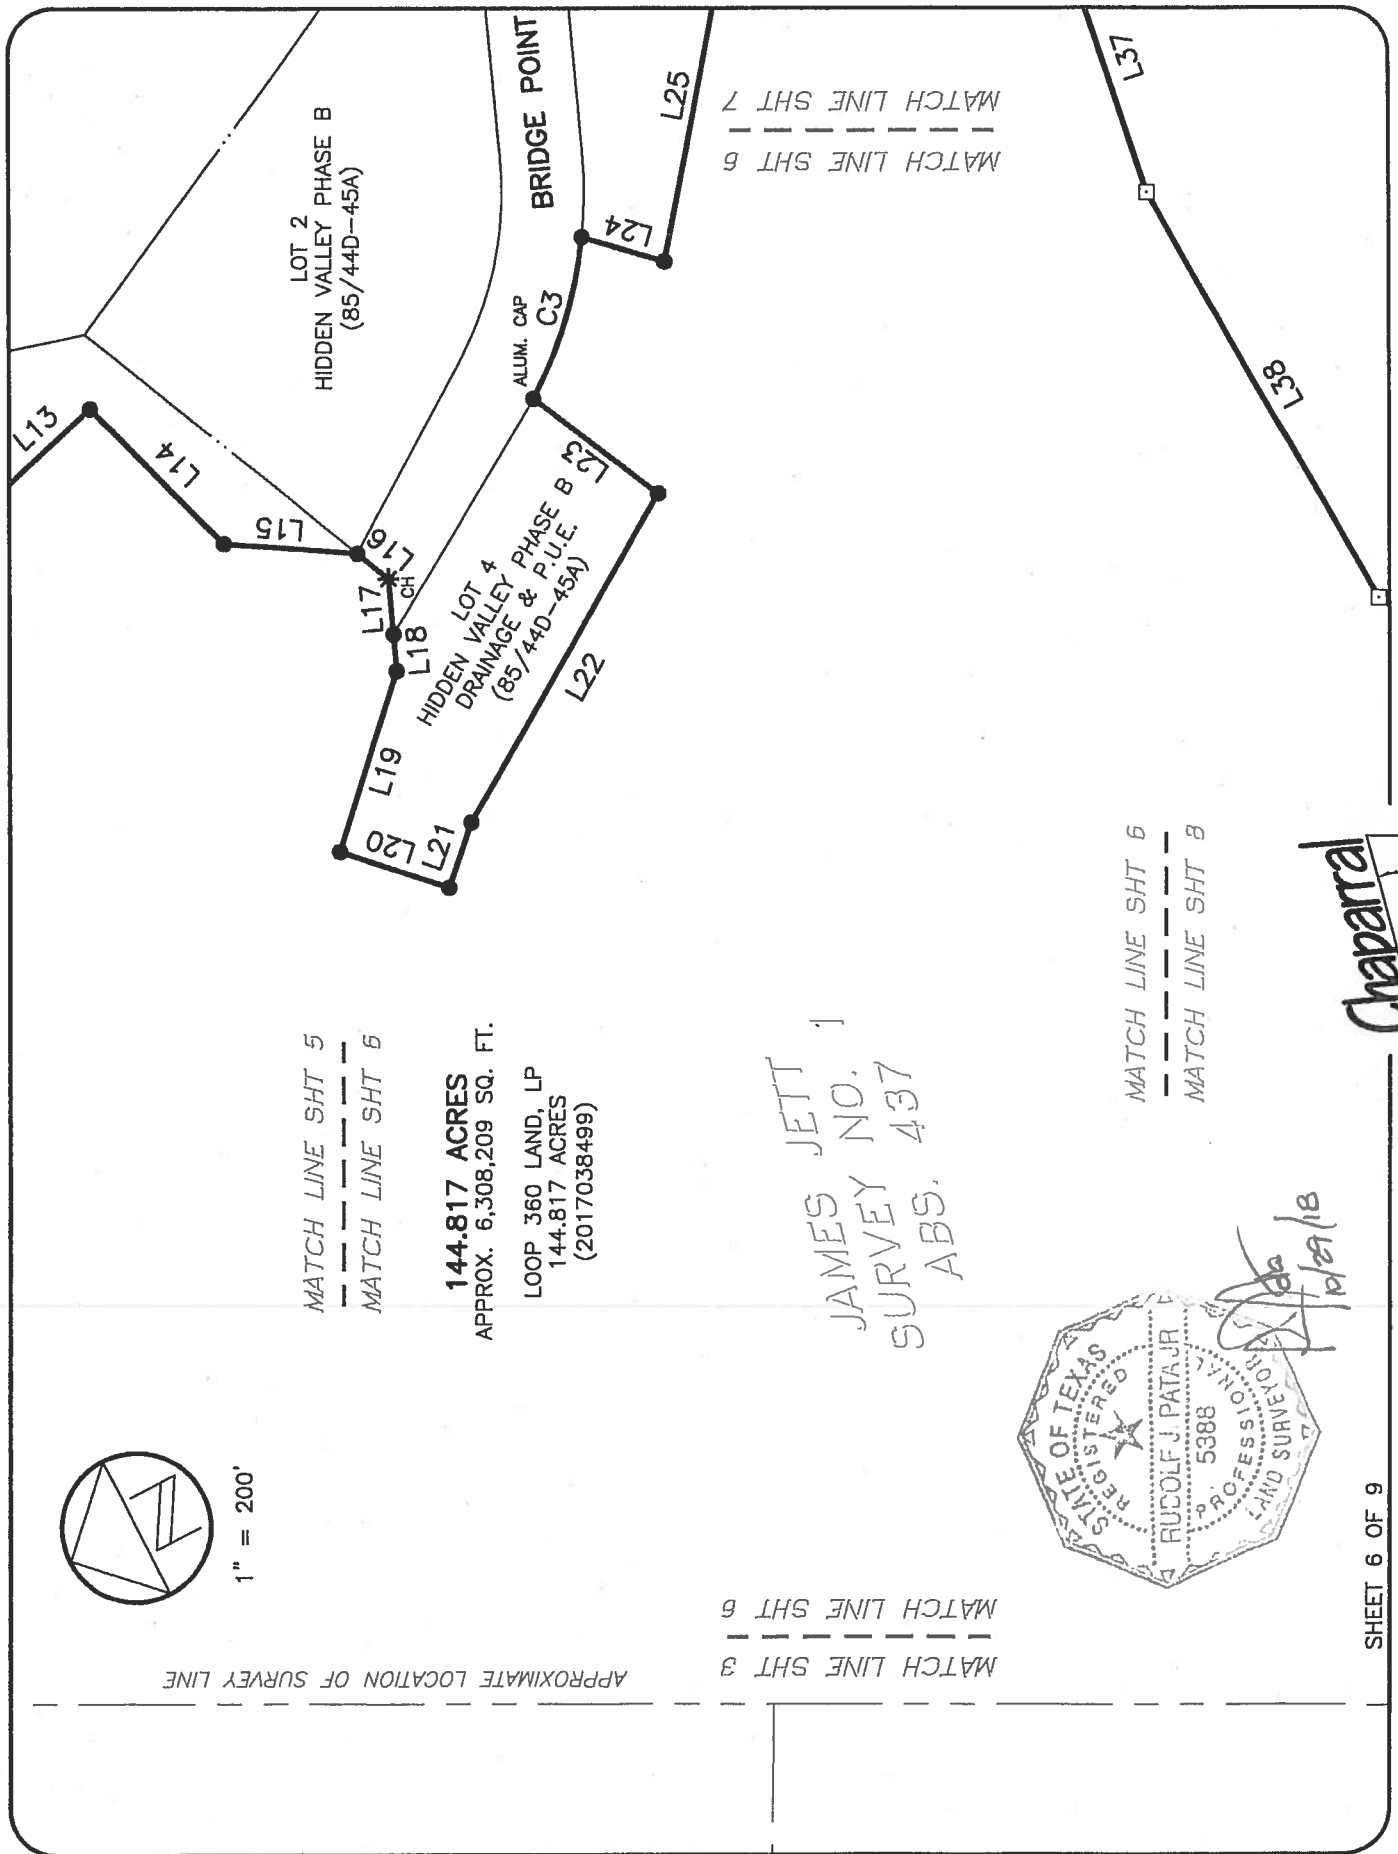 1" = 200'
MATCH LINE SHT 5
MATCH LINE SHT 6
144.817 ACRES
APPROX. 6,308,209 SQ. FT.
LOOP 360 LAND, LP
144.817 ACRES
(2017038499)
L13
L14
L15
L16
L17
CH
L18
L19
L20
L21
L22
L23
LOT 2
HIDDEN VALLEY PHASE B
(85/44D-45A)
LOT 4
HIDDEN VALLEY PHASE B
DRAINAGE & P.U.E.
(85/44D-45A)
BRIDGE POINT
ALUM. CAP
C3
L24
L25
MATCH LINE SHT 7
MATCH LINE SHT 6
L37
L38
APPROXIMATE LOCATION OF SURVEY LINE
MATCH LINE SHT 6
MATCH LINE SHT 3
JAMES JETT
SURVEY NO. 1
ABS. 437
MATCH LINE SHT 6
MATCH LINE SHT 8
STATE OF TEXAS
REGISTERED
RUDOLF J. PATA JR
5388
PROFESSIONAL
LAND SURVEYOR
10/29/18
Chaparral
SHEET 6 OF 9